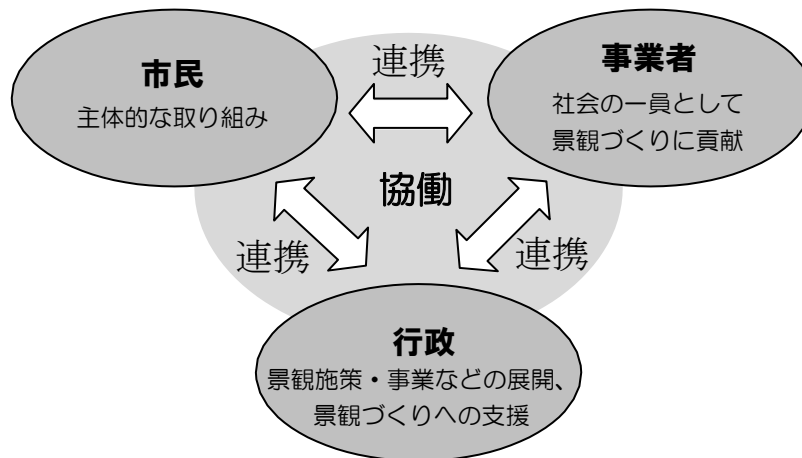 市民
主体的な取り組み
連携
事業者
社会の一員として
景観づくりに貢献
協働
連携
連携
行政
景観施策・事業などの展開、
景観づくりへの支援